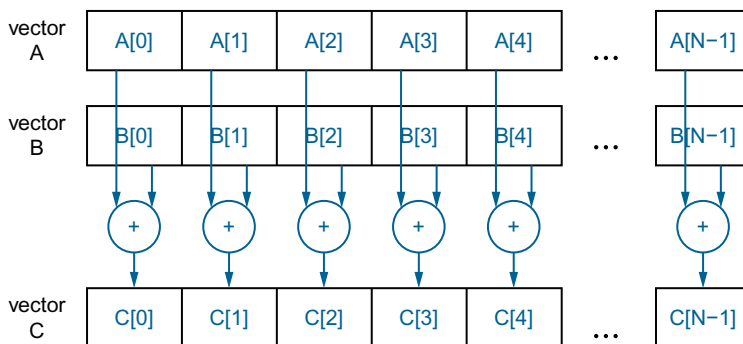 vector A A[0] A[1] A[2] A[3] A[4] ... A[N−1]
vector B B[0] B[1] B[2] B[3] B[4] ... B[N−1]
+ + + + + +
vector C C[0] C[1] C[2] C[3] C[4] ... C[N−1]